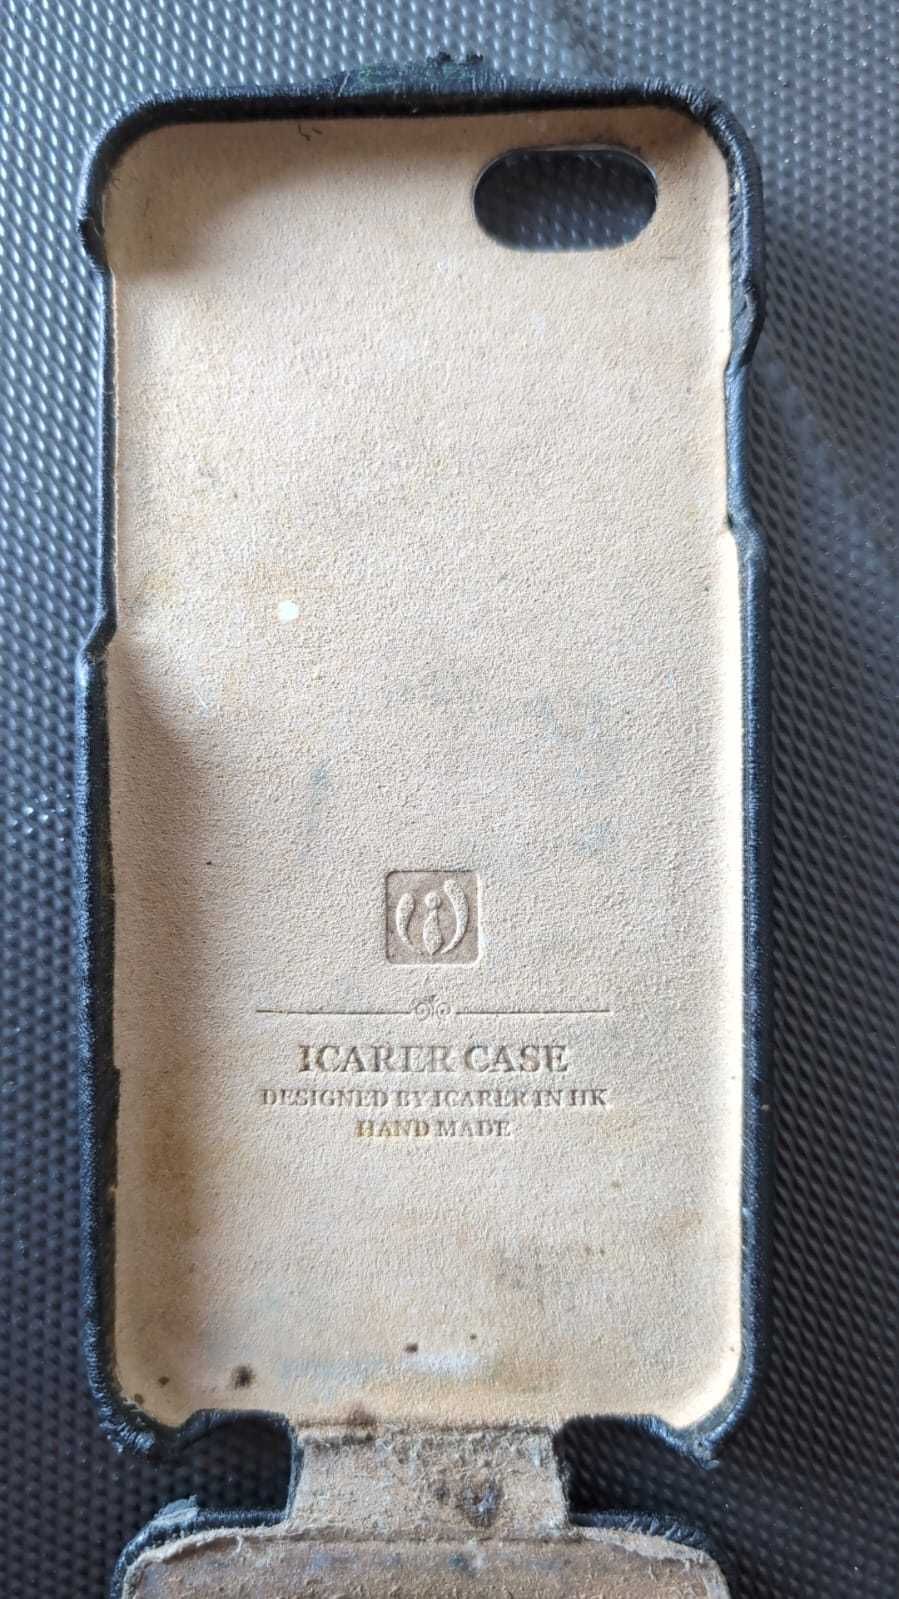 ICARER CASE
DESIGNED BY ICARER IN HK
HAND MADE